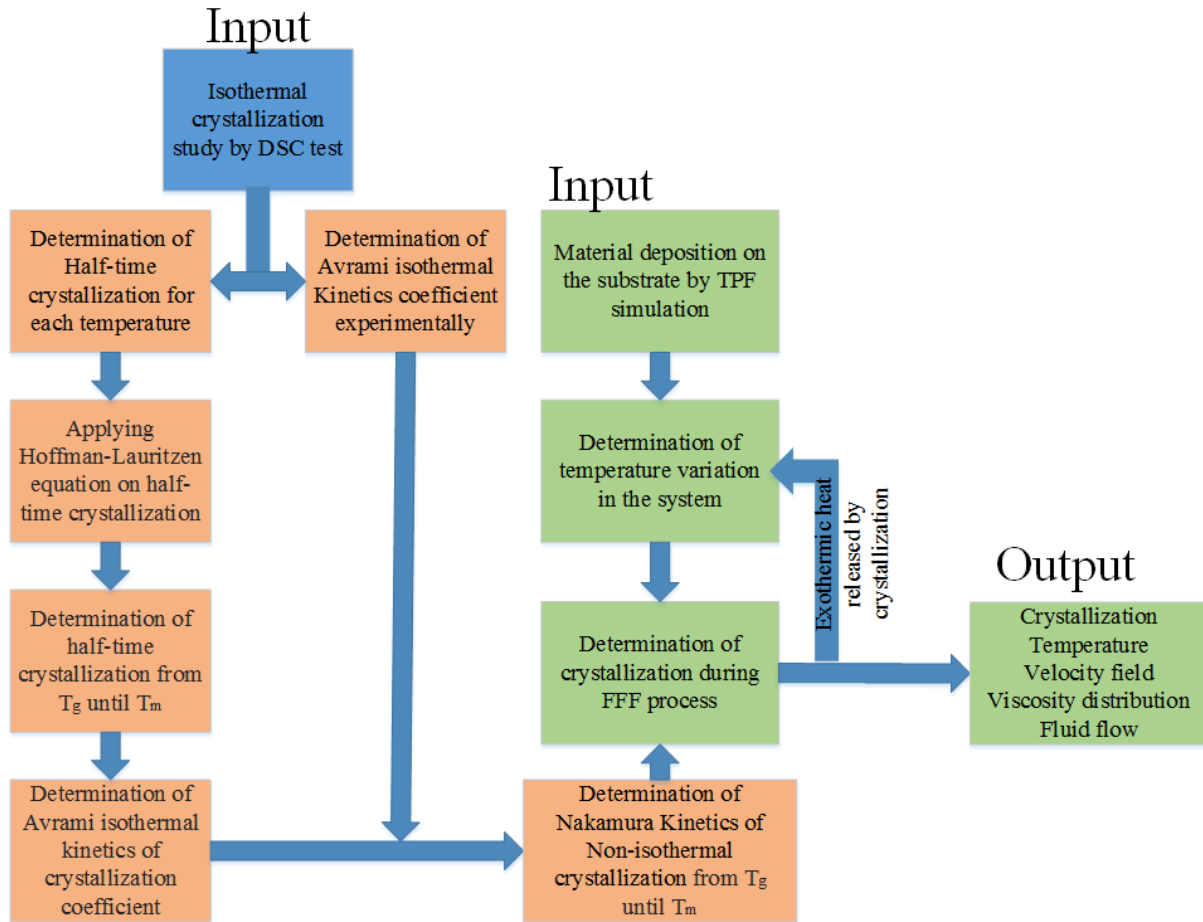 Input
Isothermal
crystallization
study by DSC test
Determination of
Half-time
crystallization for
each temperature
Determination of
Avrami isothermal
Kinetics coefficient
experimentally
Applying
Hoffman-Lauritzen
equation on half-
time crystallization
Determination of
half-time
crystallization from
Tg until Tm
Determination of
Avrami isothermal
kinetics of
crystallization
coefficient
Input
Material deposition on
the substrate by TPF
simulation
Determination of
temperature variation
in the system
Exothermic heat
released by
crystallization
Determination of
crystallization during
FFF process
Determination of
Nakamura Kinetics of
Non-isothermal
crystallization from Tg
until Tm
Output
Crystallization
Temperature
Velocity field
Viscosity distribution
Fluid flow